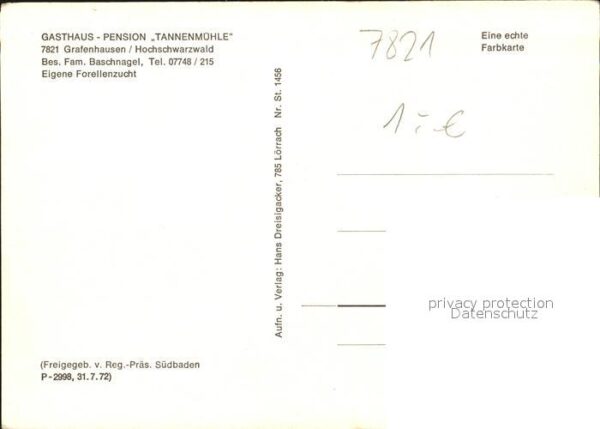 GASTHAUS - PENSION „TANNENMÜHLE"
7821 Grafenhausen / Hochschwarzwald
Bes. Fam. Baschnagel, Tel. 07748 / 215
Eigene Forellenzucht
(Freigegeb. v. Reg.-Präs. Südbaden
P-2998, 31.7.72)
Aufn. u. Verlag: Hans Dreisigacker, 785 Lörrach Nr. St. 1456
7821
1,- €
Eine echte
Farbkarte
privacy protection
Datenschutz